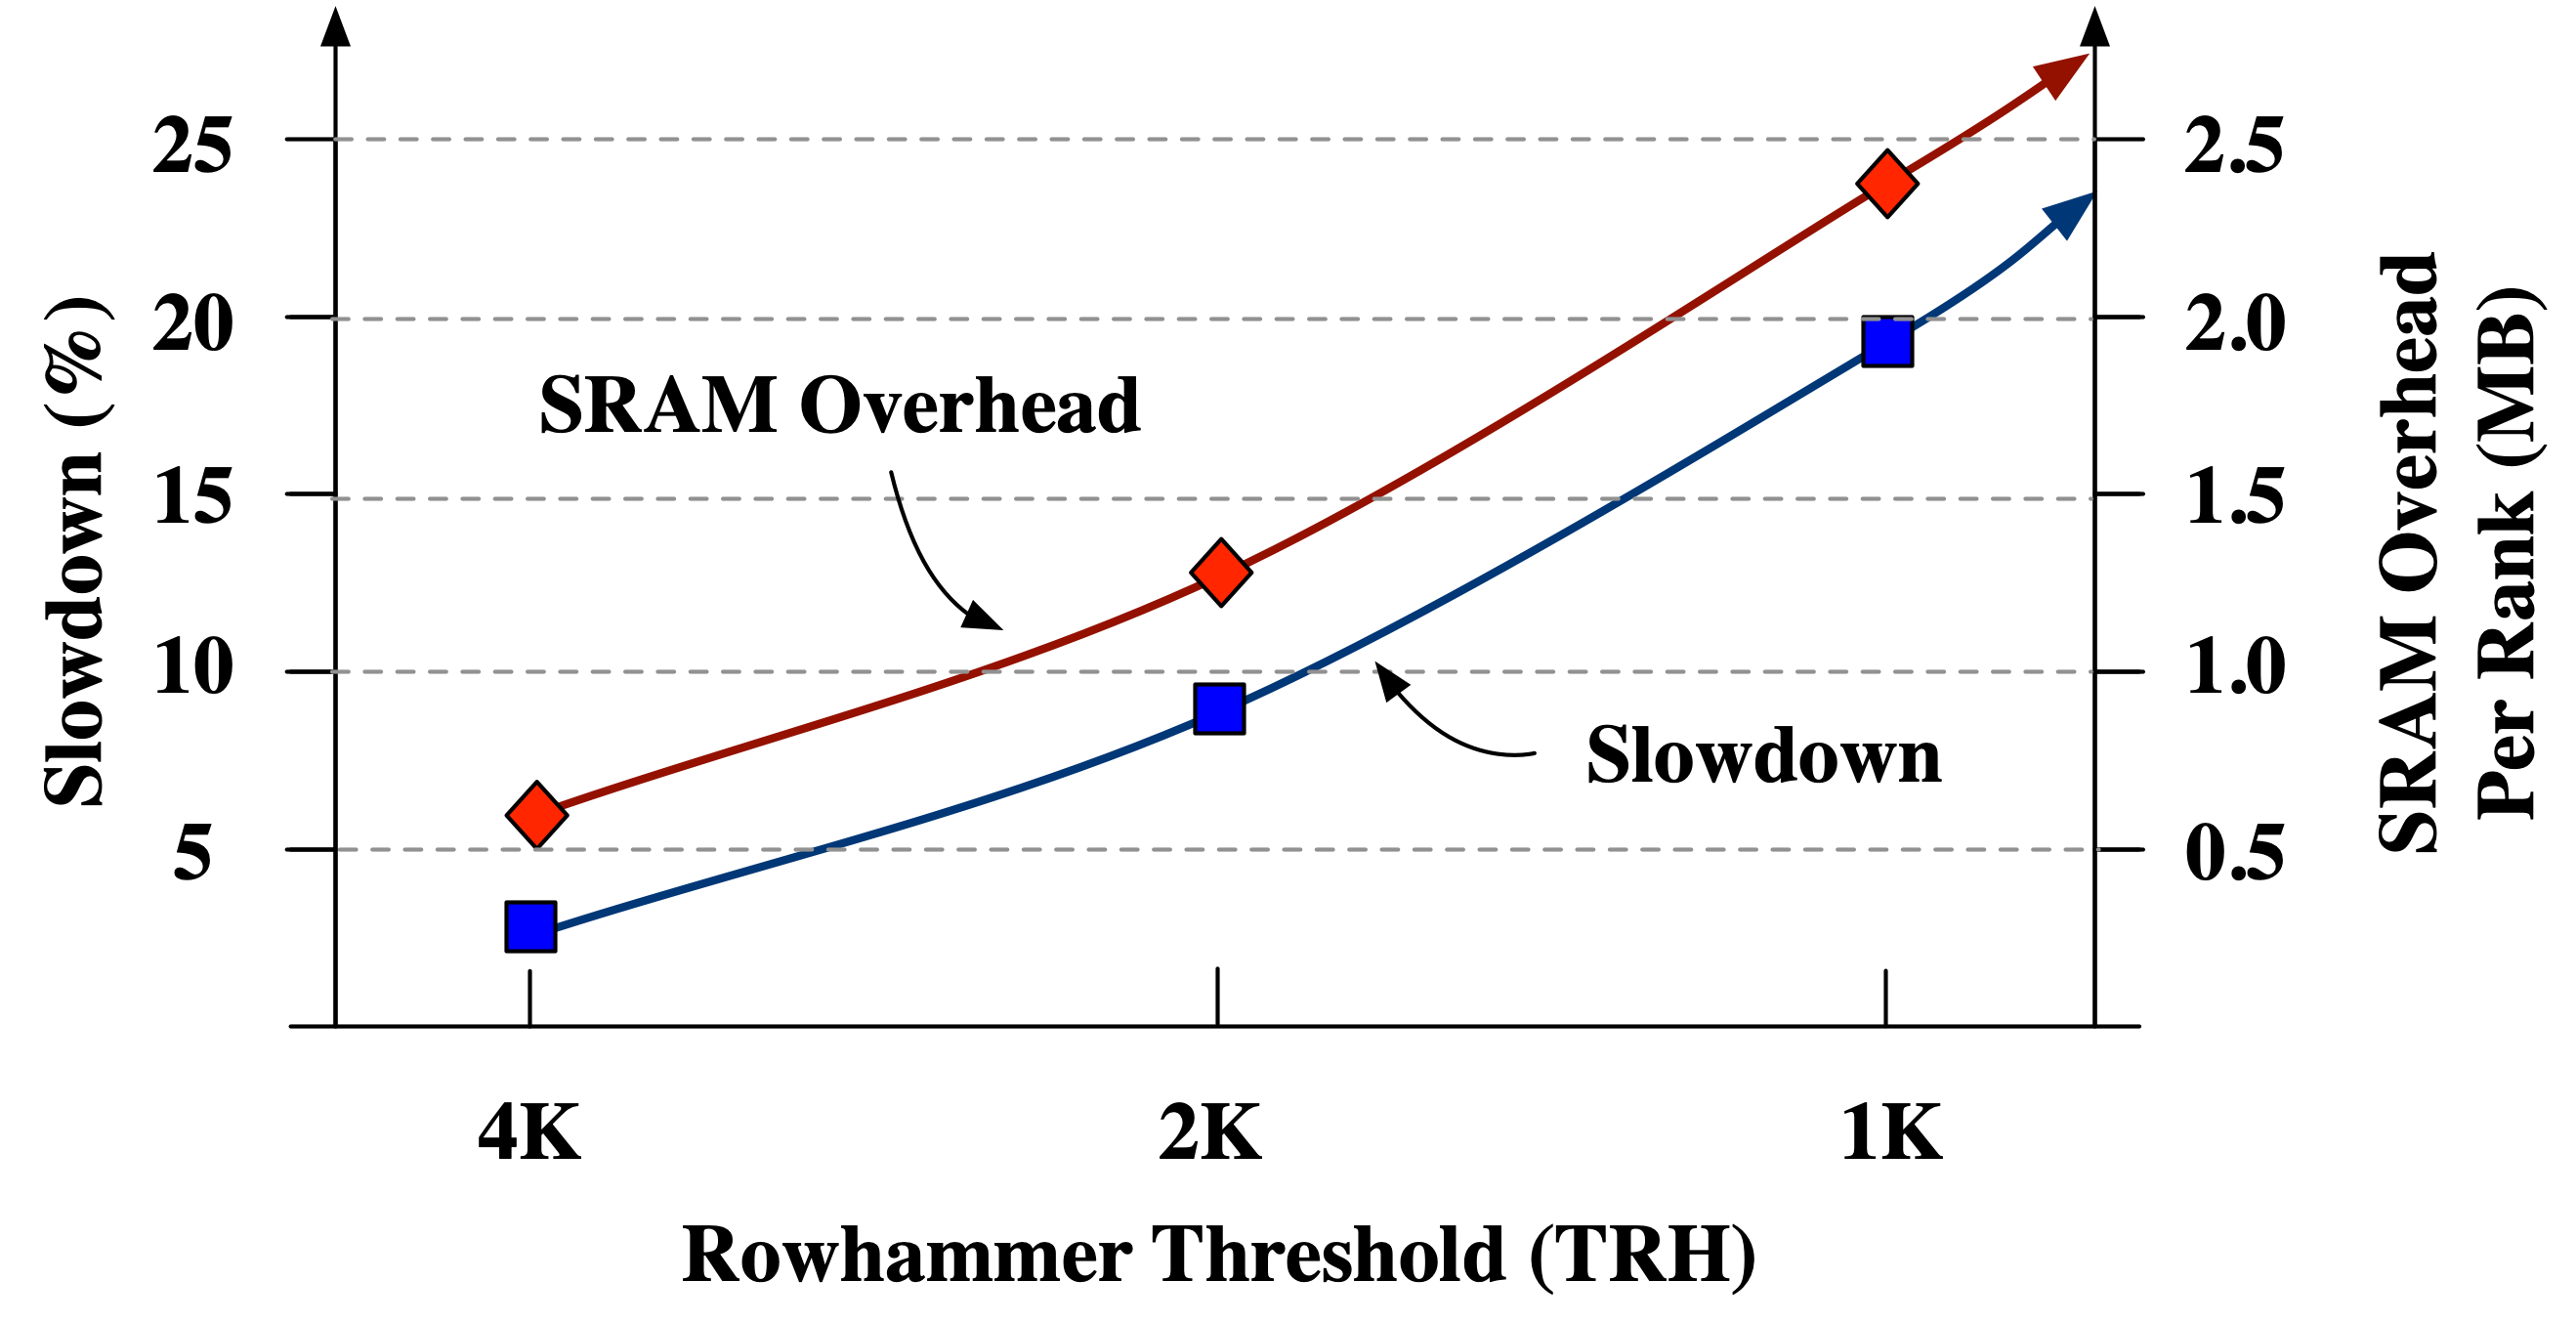 Slowdown (%)
25
20
15
10
5
SRAM Overhead
Slowdown
2.5
2.0
1.5
1.0
0.5
SRAM Overhead
Per Rank (MB)
4K
2K
1K
Rowhammer Threshold (TRH)